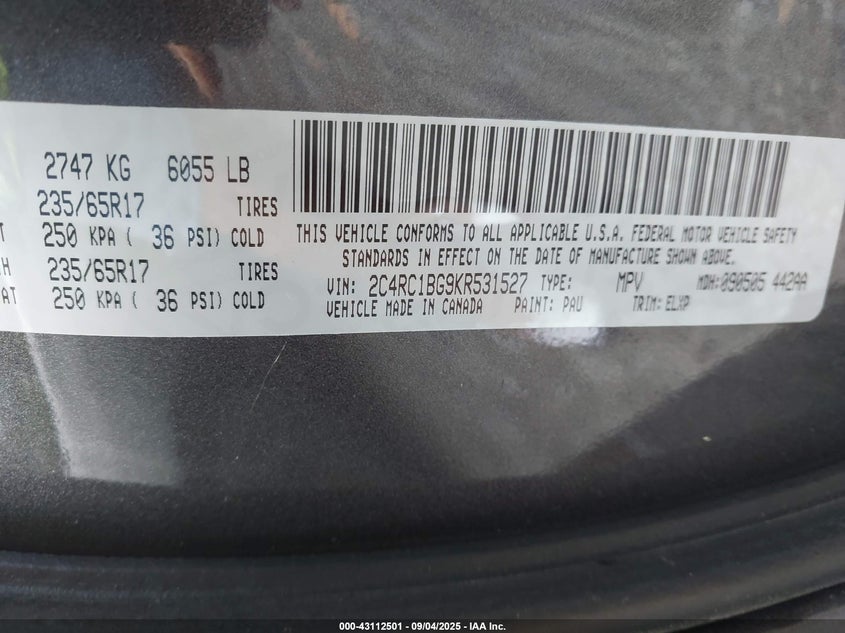 2747 KG 6055 LB
235/65R17 TIRES
250 KPA ( 36 PSI) COLD
235/65R17 TIRES
AT 250 KPA ( 36 PSI) COLD
THIS VEHICLE CONFORMS TO ALL APPLICABLE U.S.A. FEDERAL MOTOR VEHICLE SAFETY
STANDARDS IN EFFECT ON THE DATE OF MANUFACTURE SHOWN ABOVE.
VIN: 2C4RC1BG9KR531527 TYPE: MPV MDH:090505 442AA
VEHICLE MADE IN CANADA PAINT: PAU TRIM: ELXP
000-43112501 - 09/04/2025 - IAA Inc.